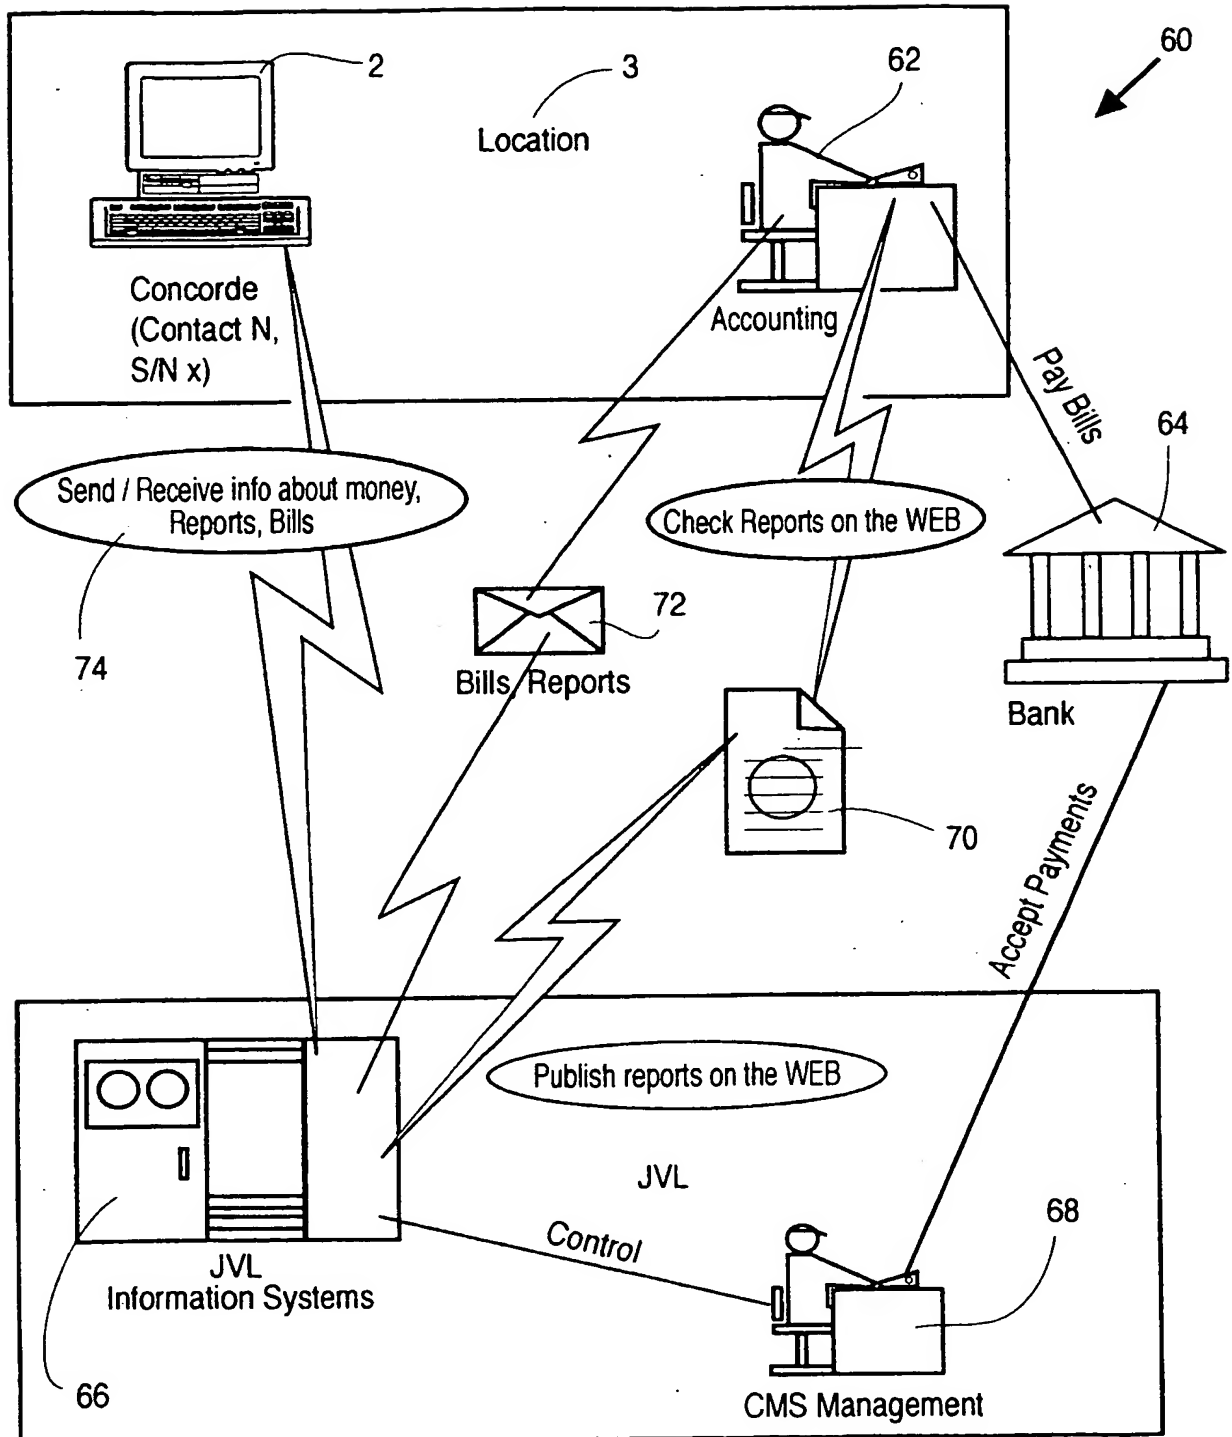 60
2
3
62
Location
Concorde
(Contact N,
S/N x)
Accounting
Pay Bills
64
Send / Receive info about money,
Reports, Bills
Check Reports on the WEB
74
72
Bills, Reports
Bank
70
Accept Payments
Publish reports on the WEB
JVL
Control
68
JVL
Information Systems
66
CMS Management